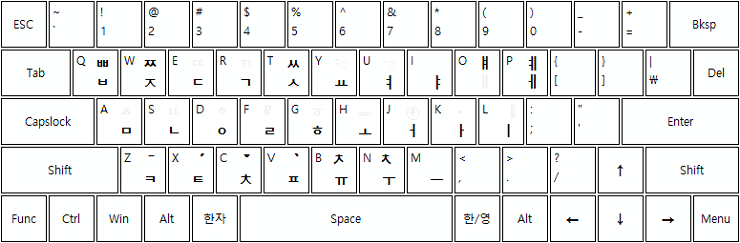 ESC ~ ` ! 1 @ 2 # 3 $ 4 % 5 ^ 6 & 7 * 8 ( 9 ) 0 _ - + = Bksp
Tab Q ㅃ ㅂ W ㅉ ㅈ E ㄸ ㄷ R ㄱ T ㅆ ㅅ Y ㅛ U ㅕ I ㅑ O ㅒ ㅐ P ㅖ ㅔ { [ } ] | ₩ Del
Capslock A ㅁ S ㄴ D ㅇ F ㄹ G ㅎ H ㅗ J ㅓ K ㅏ L ㅣ : ; " ' Enter
Shift Z ㅋ X ㅌ C ㅊ V ㅍ B ㅊ ㅠ N ㅊ ㅜ M ㅡ < , > . ? / ↑ Shift
Func Ctrl Win Alt 한자 Space 한/영 Alt ← ↓ → Menu